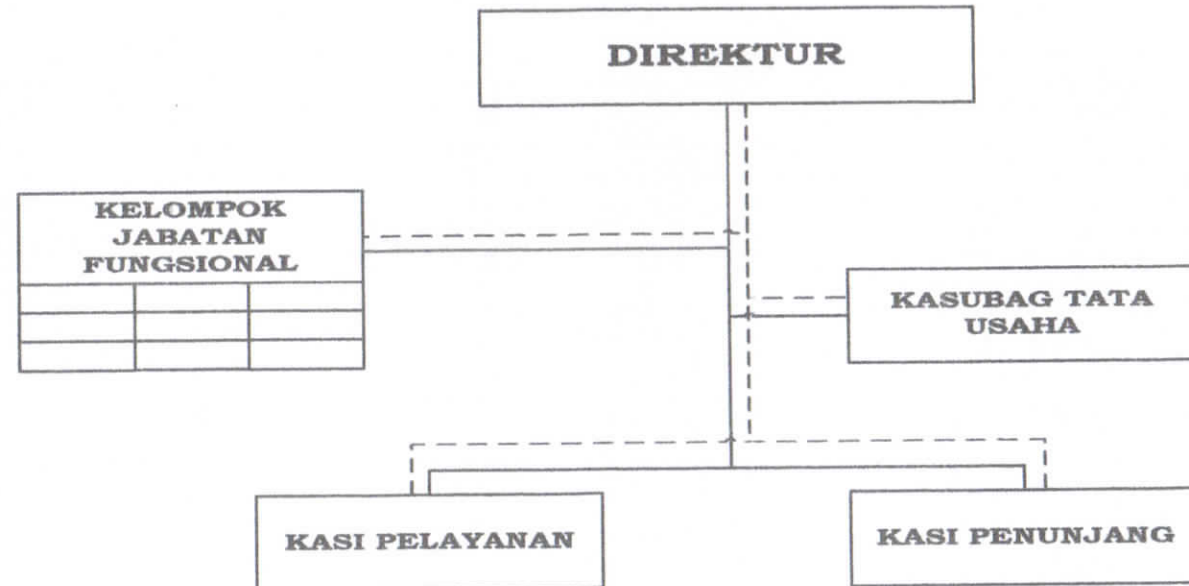 DIREKTUR
KELOMPOK
JABATAN
FUNGSIONAL
KASUBAG TATA
USAHA
KASI PELAYANAN
KASI PENUNJANG